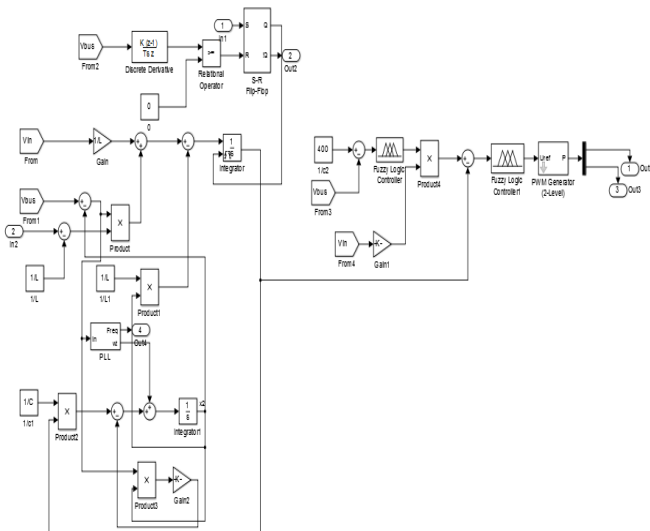 1
In1
Vbus
From2
K (z-1)
Ts z
Discrete Derivative
Relational
Operator
S
Q
R
!Q
S-R
Flip-Flop
2
Out2
0
0
Vin
From
1/L
Gain
1
Integrator
400
1/c2
Fuzzy Logic
Controller
X
Product4
Fuzzy Logic
Controller1
Uref
P
PWM Generator
(2-Level)
1
Out
3
Out3
Vbus
From3
Vin
From4
-K-
Gain1
Vbus
From1
2
In2
X
Product
1/L
1/L
1/L
1/L1
X
Product1
In
Freq
wt
PLL
4
Out4
1/C
1/c1
X
Product2
1
s
Integrator1
x2
X
Product3
-K-
Gain2